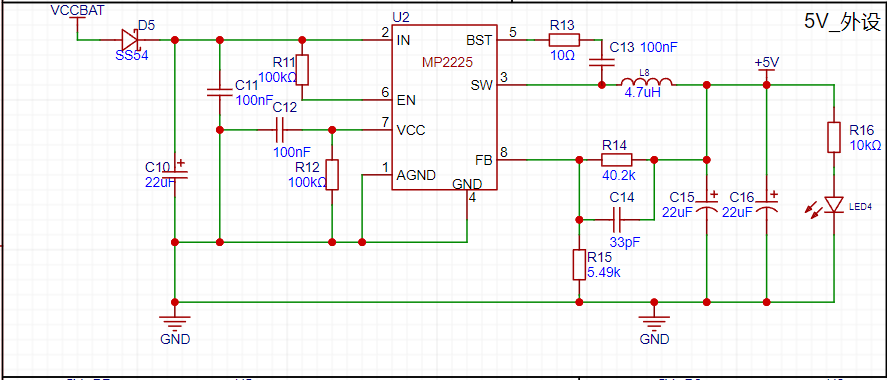 VCCBAT
D5
SS54
5V_外设
U2
MP2225
2
IN
BST
5
R13
10Ω
C13 100nF
R11
100kΩ
C11
100nF
C12
100nF
6
EN
SW
3
L8
4.7uH
+5V
7
VCC
R16
10kΩ
R12
100kΩ
1
AGND
FB
8
R14
40.2k
GND
4
C10
22uF
+
C14
33pF
C15
22uF
+
C16
22uF
+
LED4
R15
5.49k
GND
GND